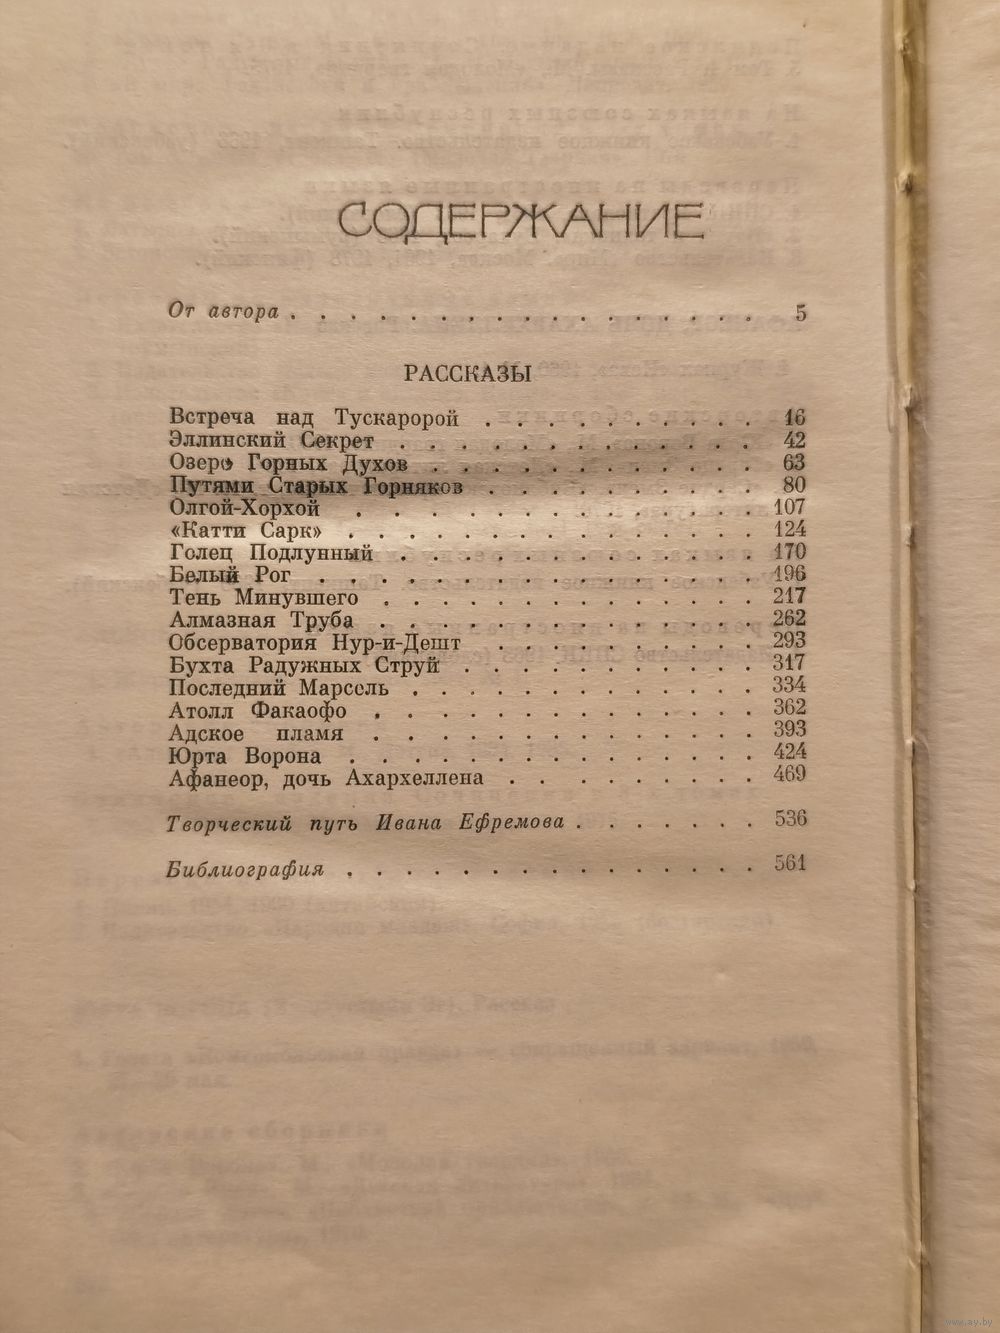 СОДЕРЖАНИЕ
От автора . . . . . . . . . . . . . . . . 5
РАССКАЗЫ
Встреча над Тускаророй . . . . . . . . . . 16
Эллинский Секрет . . . . . . . . . . . . 42
Озеро Горных Духов . . . . . . . . . . . 63
Путями Старых Горняков . . . . . . . . . 80
Олгой-Хорхой . . . . . . . . . . . . . 107
«Катти Сарк» . . . . . . . . . . . . . . 124
Голец Подлунный . . . . . . . . . . . . 170
Белый Рог . . . . . . . . . . . . . . . 196
Тень Минувшего . . . . . . . . . . . . . 217
Алмазная Труба . . . . . . . . . . . . . 262
Обсерватория Нур-и-Дешт . . . . . . . . . 293
Бухта Радужных Струй . . . . . . . . . . 317
Последний Марсель . . . . . . . . . . . . 334
Атолл Факаофо . . . . . . . . . . . . . 362
Адское пламя . . . . . . . . . . . . . . 393
Юрта Ворона . . . . . . . . . . . . . . 424
Афанеор, дочь Ахархеллена . . . . . . . . . 469
Творческий путь Ивана Ефремова . . . . . . . 536
Библиография . . . . . . . . . . . . . . 561
www.ay.by